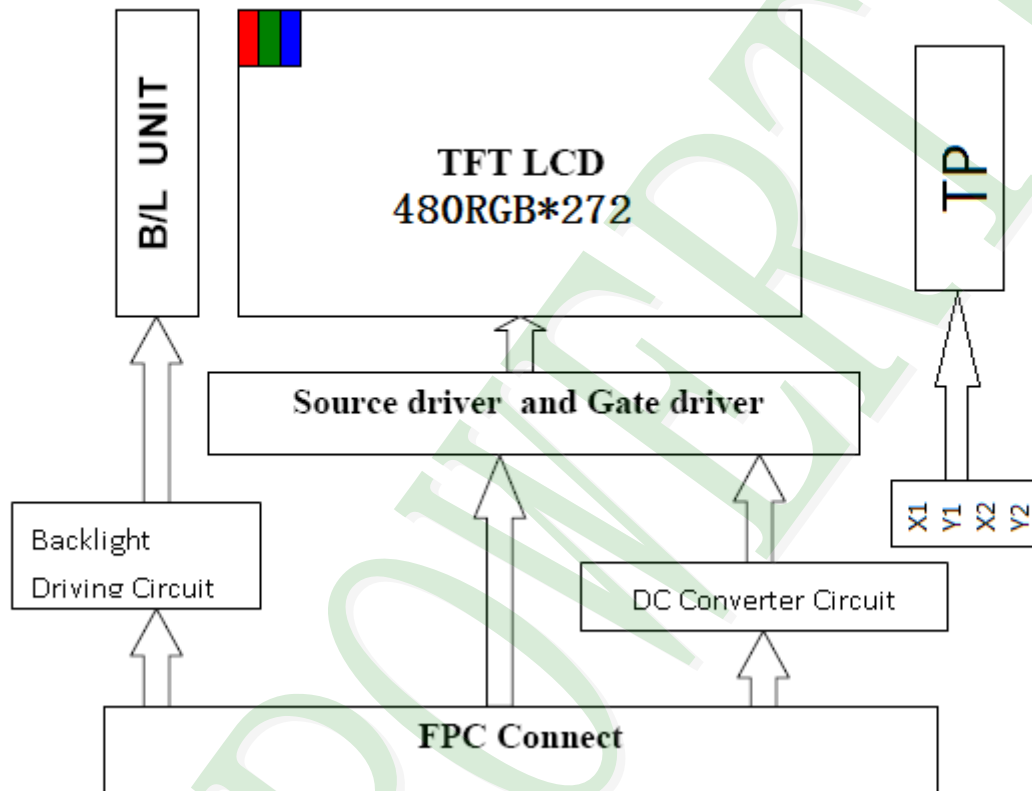 B/L UNIT
TFT LCD
480RGB*272
TP
Source driver and Gate driver
X1
Y1
X2
Y2
Backlight
Driving Circuit
DC Converter Circuit
FPC Connect